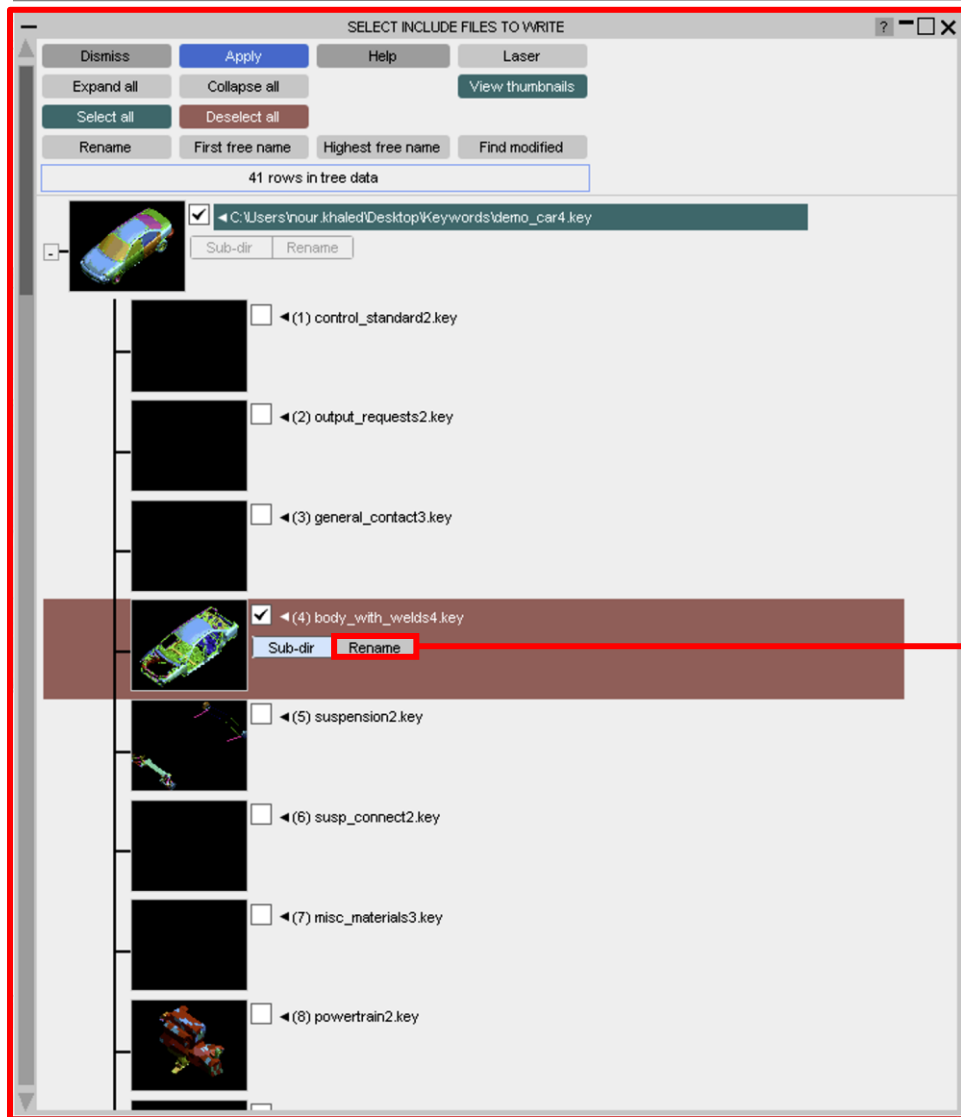 SELECT INCLUDE FILES TO WRITE ?
Dismiss Apply Help Laser
Expand all Collapse all View thumbnails
Select all Deselect all
Rename First free name Highest free name Find modified
41 rows in tree data
C:\Users\nour.khaled\Desktop\Keywords\demo_car4.key
Sub-dir Rename
(1) control_standard2.key
(2) output_requests2.key
(3) general_contact3.key
(4) body_with_welds4.key
Sub-dir Rename
(5) suspension2.key
(6) susp_connect2.key
(7) misc_materials3.key
(8) powertrain2.key